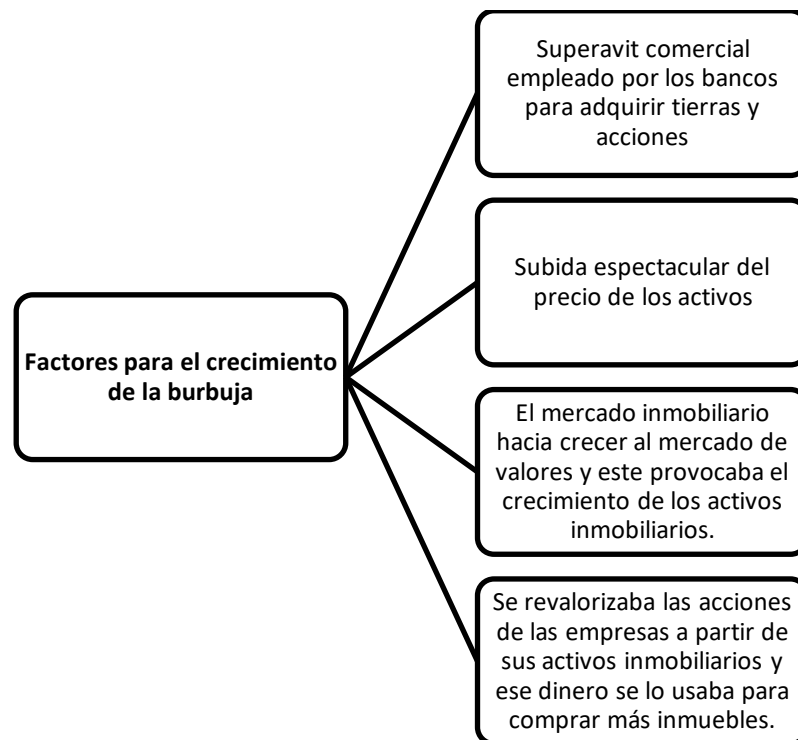 Superavit comercial
empleado por los bancos
para adquirir tierras y
acciones
Subida espectacular del
precio de los activos
Factores para el crecimiento
de la burbuja
El mercado inmobiliario
hacia crecer al mercado de
valores y este provocaba el
crecimiento de los activos
inmobiliarios.
Se revalorizaba las acciones
de las empresas a partir de
sus activos inmobiliarios y
ese dinero se lo usaba para
comprar más inmuebles.